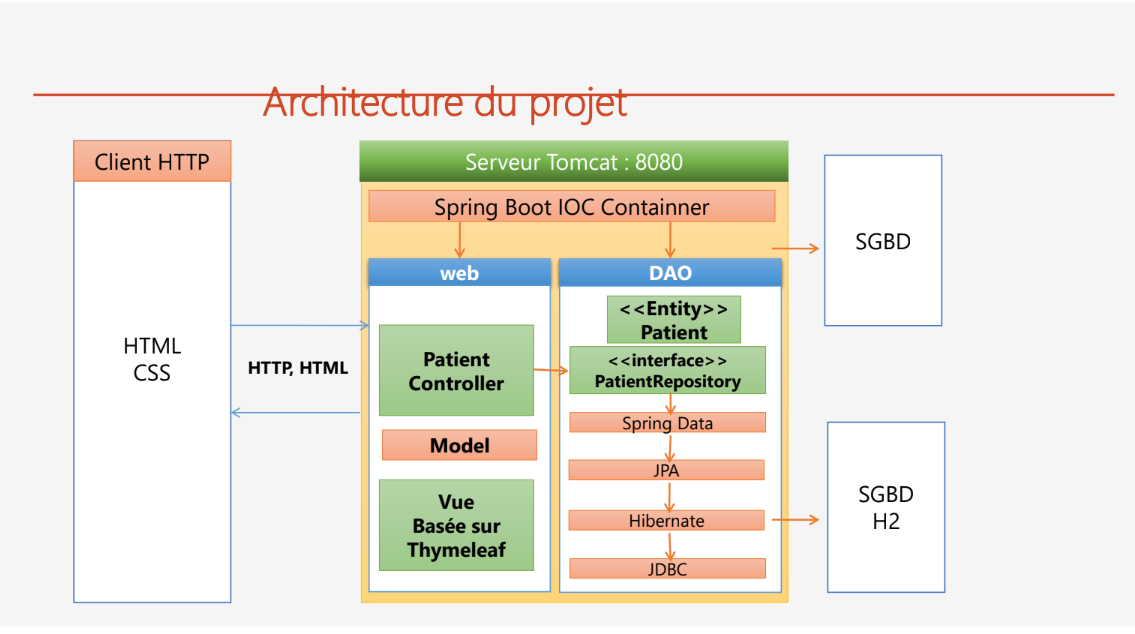 Architecture du projet
Client HTTP
HTML
CSS
HTTP, HTML
Serveur Tomcat : 8080
Spring Boot IOC Containner
web
Patient
Controller
Model
Vue
Basée sur
Thymeleaf
DAO
<<Entity>>
Patient
<<interface>>
PatientRepository
Spring Data
JPA
Hibernate
JDBC
SGBD
SGBD
H2